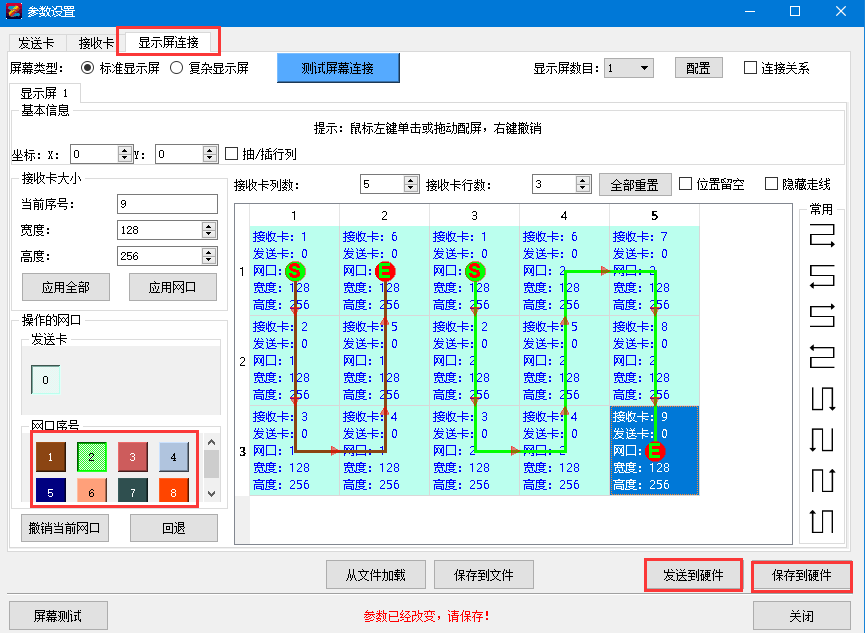 参数设置
发送卡 接收卡 显示屏连接
屏幕类型: 标准显示屏 复杂显示屏 测试屏幕连接 显示屏数目: 1 配置 连接关系
显示屏 1
基本信息
提示: 鼠标左键单击或拖动配屏，右键撤销
坐标: X: 0 Y: 0 抽/插行列
接收卡大小
当前序号: 9
宽度: 128
高度: 256
应用全部 应用网口
操作的网口
发送卡
0
网口序号
1 2 3 4
5 6 7 8
撤销当前网口 回退
接收卡列数: 5 接收卡行数: 3 全部重置 位置留空 隐藏走线
1 2 3 4 5
1
接收卡: 1 接收卡: 6 接收卡: 1 接收卡: 6 接收卡: 7
发送卡: 0 发送卡: 0 发送卡: 0 发送卡: 0 发送卡: 0
网口: S 网口: E 网口: S 网口: 2 网口: 2
宽度: 128 宽度: 128 宽度: 128 宽度: 128 宽度: 128
高度: 256 高度: 256 高度: 256 高度: 256 高度: 256
2
接收卡: 2 接收卡: 5 接收卡: 2 接收卡: 5 接收卡: 8
发送卡: 0 发送卡: 0 发送卡: 0 发送卡: 0 发送卡: 0
网口: 1 网口: 1 网口: 2 网口: 2 网口: 2
宽度: 128 宽度: 128 宽度: 128 宽度: 128 宽度: 128
高度: 256 高度: 256 高度: 256 高度: 256 高度: 256
3
接收卡: 3 接收卡: 4 接收卡: 3 接收卡: 4 接收卡: 9
发送卡: 0 发送卡: 0 发送卡: 0 发送卡: 0 发送卡: 0
网口: 1 网口: 1 网口: 2 网口: 2 网口: E
宽度: 128 宽度: 128 宽度: 128 宽度: 128 宽度: 128
高度: 256 高度: 256 高度: 256 高度: 256 高度: 256
常用
从文件加载 保存到文件 发送到硬件 保存到硬件
屏幕测试 参数已经改变, 请保存! 关闭